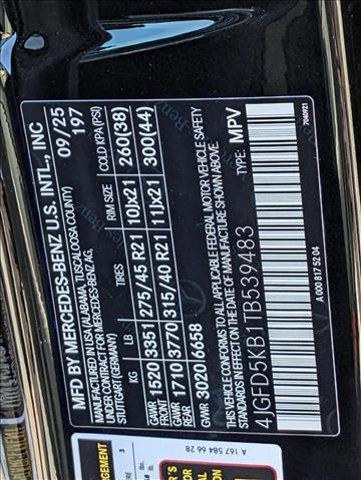 MFD BY MERCEDES-BENZ U.S. INTL., INC
MANUFACTURED IN USA (ALABAMA, TUSCALOOSA COUNTY)
IN USA/MERCEDES-BENZ AG,
STUTTGART (GERMANY)
09/25
197
KG LB TIRES RIM SIZE COLD KPA(PSI)
GAWR FRONT 1520 3351 275/45 R21 10Jx21 260(38)
GAWR REAR 1710 3770 315/40 R21 11Jx21 300(44)
GVWR 3020 6658
VEHICLE CONFORMS TO ALL APPLICABLE FEDERAL MOTOR VEHICLE SAFETY
STANDARDS IN EFFECT ON THE DATE OF MANUFACTURE SHOWN ABOVE.
TYPE: MPV
4JGFD5KB1TB539483
7040921
A 000 817 52 04
A 167 584 66 28